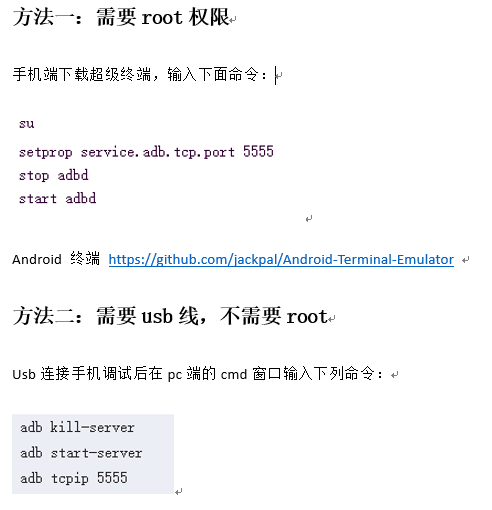 方法一：需要 root 权限
手机端下载超级终端，输入下面命令：
su
setprop service.adb.tcp.port 5555
stop adbd
start adbd
Android 终端 https://github.com/jackpal/Android-Terminal-Emulator
方法二：需要 usb 线，不需要 root
Usb 连接手机调试后在 pc 端的 cmd 窗口输入下列命令：
adb kill-server
adb start-server
adb tcpip 5555